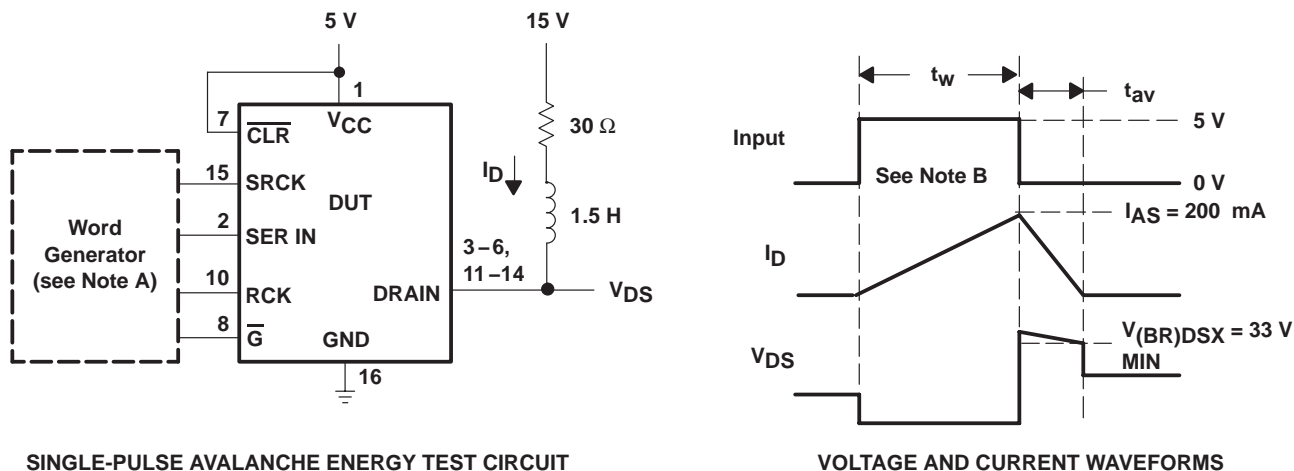 5 V
15 V
1
7
CLR
VCC
30 Ω
15
SRCK
DUT
ID
1.5 H
Word
Generator
(see Note A)
2
SER IN
3–6,
11–14
10
RCK
DRAIN
VDS
8
G
GND
16
SINGLE-PULSE AVALANCHE ENERGY TEST CIRCUIT
tw
tav
Input
5 V
See Note B
0 V
IAS = 200 mA
ID
V(BR)DSX = 33 V
MIN
VDS
VOLTAGE AND CURRENT WAVEFORMS